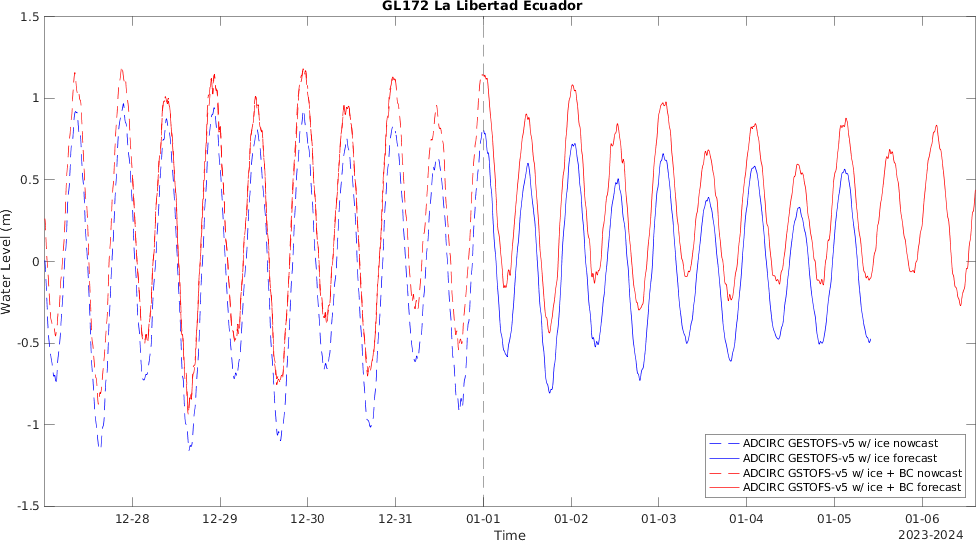 GL172 La Libertad Ecuador
1.5
1
0.5
0
-0.5
-1
-1.5
Water Level (m)
12-28 12-29 12-30 12-31 01-01 01-02 01-03 01-04 01-05 01-06
Time
2023-2024
ADCIRC GESTOFS-v5 w/ ice nowcast
ADCIRC GESTOFS-v5 w/ ice forecast
ADCIRC GSTOFS-v5 w/ ice + BC nowcast
ADCIRC GSTOFS-v5 w/ ice + BC forecast